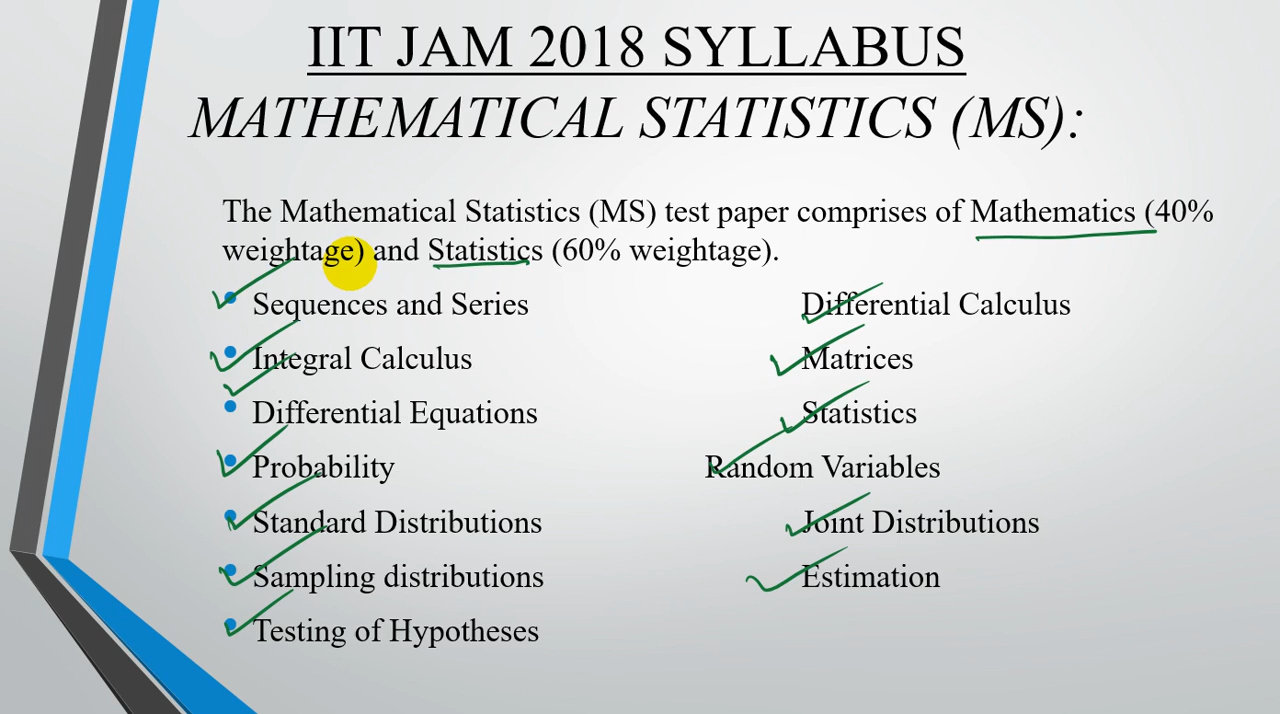 IIT JAM 2018 SYLLABUS
MATHEMATICAL STATISTICS (MS):
The Mathematical Statistics (MS) test paper comprises of Mathematics (40%
weightage) and Statistics (60% weightage).
Sequences and Series Differential Calculus
Integral Calculus Matrices
Differential Equations Statistics
Probability Random Variables
Standard Distributions Joint Distributions
Sampling distributions Estimation
Testing of Hypotheses